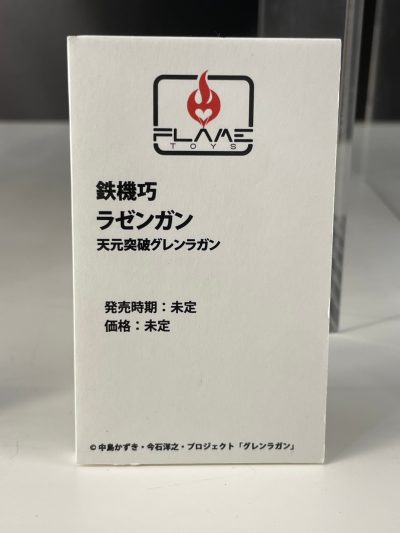 FLAME
TOYS
鉄機巧
ラゼンガン
天元突破グレンラガン
発売時期：未定
価格：未定
© 中島かずき・今石洋之・プロジェクト「グレンラガン」